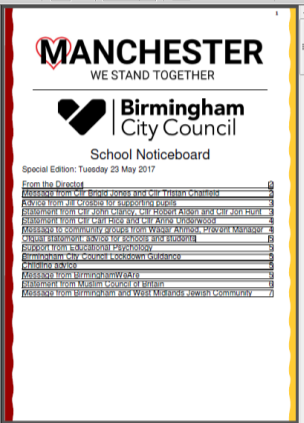 1
MANCHESTER
WE STAND TOGETHER
Birmingham
City Council
School Noticeboard
Special Edition: Tuesday 23 May 2017
From the Director 2
Message from Cllr Brigid Jones and Cllr Tristan Chatfield 2
Advice from Jill Crosbie for supporting pupils 3
Statement from Cllr John Clancy, Cllr Robert Alden and Cllr Jon Hunt 3
Statement from Cllr Carl Rice and Cllr Anne Underwood 4
Message to community groups from Waqar Ahmed, Prevent Manager 4
Ofqual statement: advice for schools and students 5
Support from Educational Psychology 5
Birmingham City Council Lockdown Guidance 5
Childline advice 5
Message from BirminghamWeAre 5
Statement from Muslim Council of Britain 6
Message from Birmingham and West Midlands Jewish Community 7